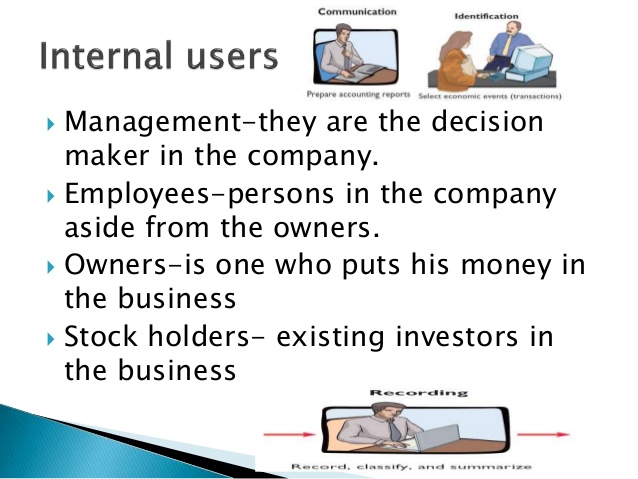 Communication
Identification
Internal users
Prepare accounting reports
Select economic events (transactions)
Management-they are the decision
maker in the company.
Employees-persons in the company
aside from the owners.
Owners-is one who puts his money in
the business
Stock holders- existing investors in
the business
Recording
Record, classify, and summarize